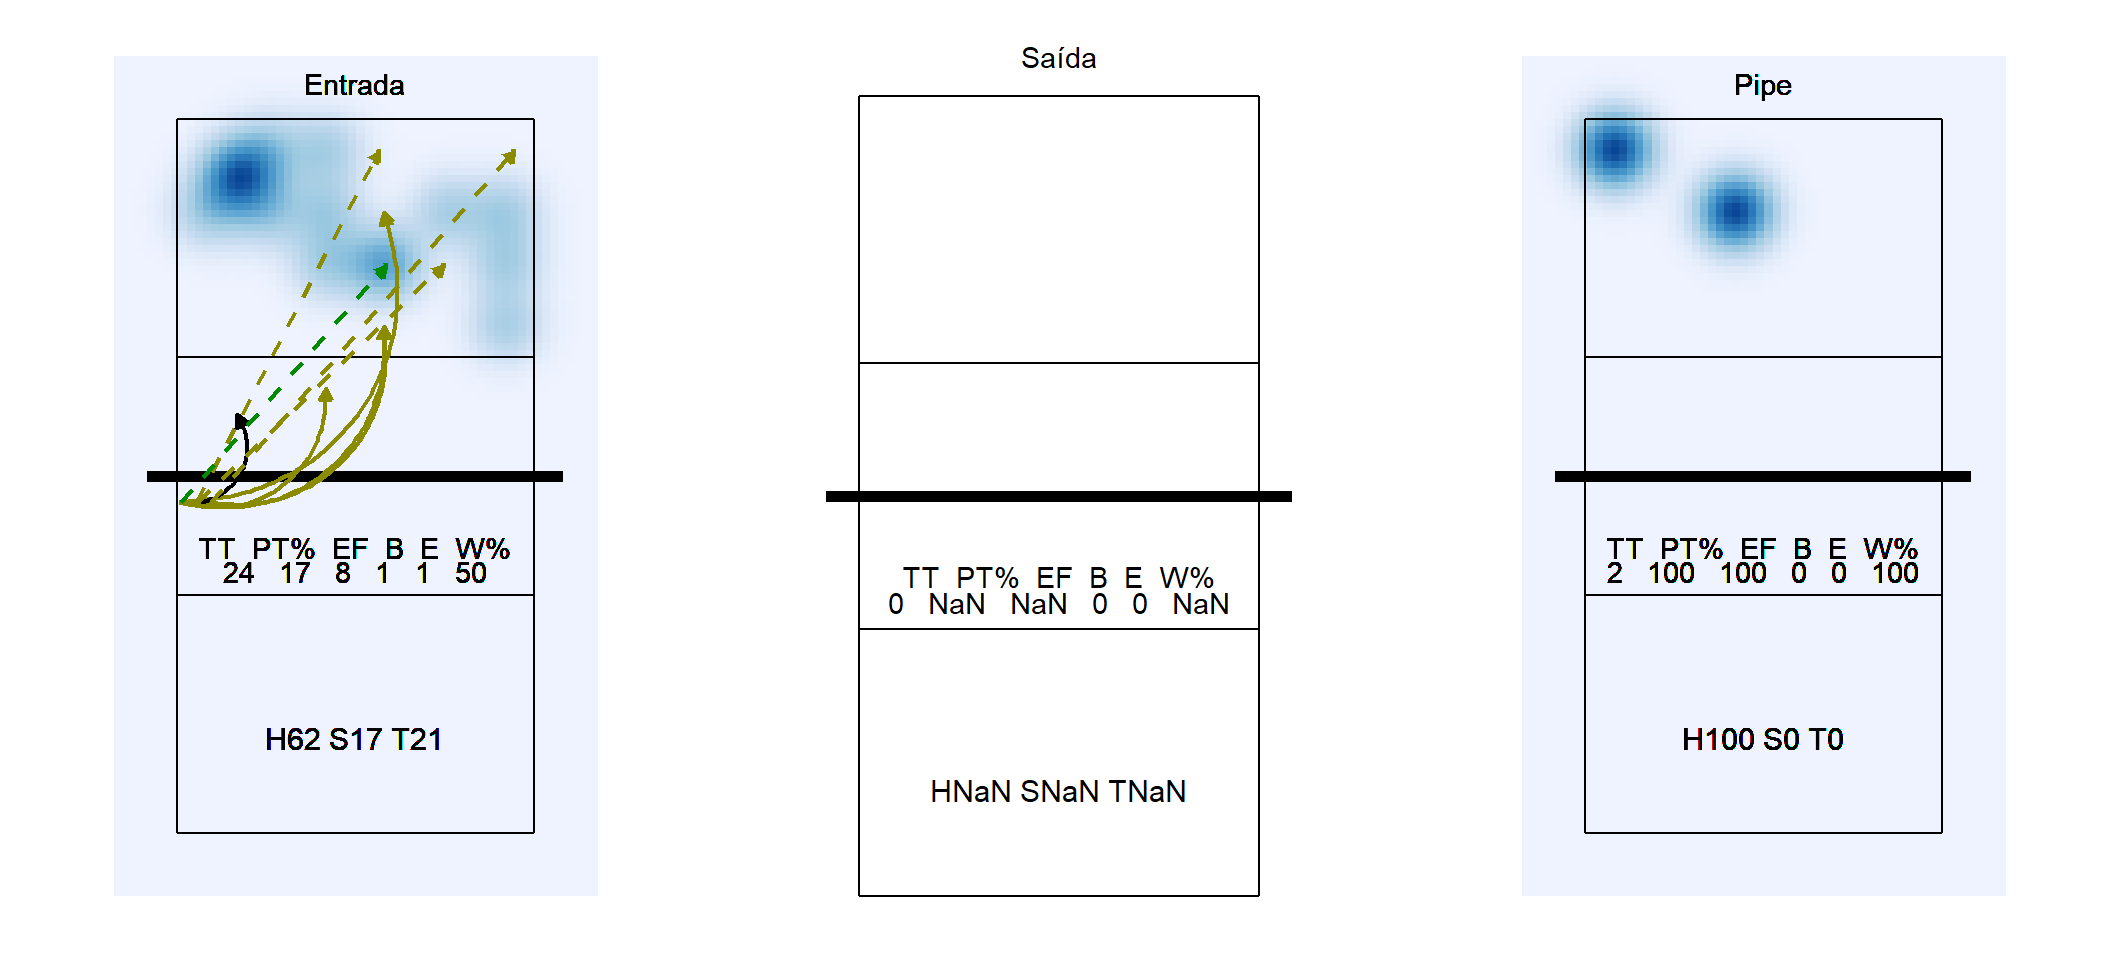 Entrada
TT PT% EF B E W%
24 17 8 1 1 50
H62 S17 T21
Saída
TT PT% EF B E W%
0 NaN NaN 0 0 NaN
HNaN SNaN TNaN
Pipe
TT PT% EF B E W%
2 100 100 0 0 100
H100 S0 T0